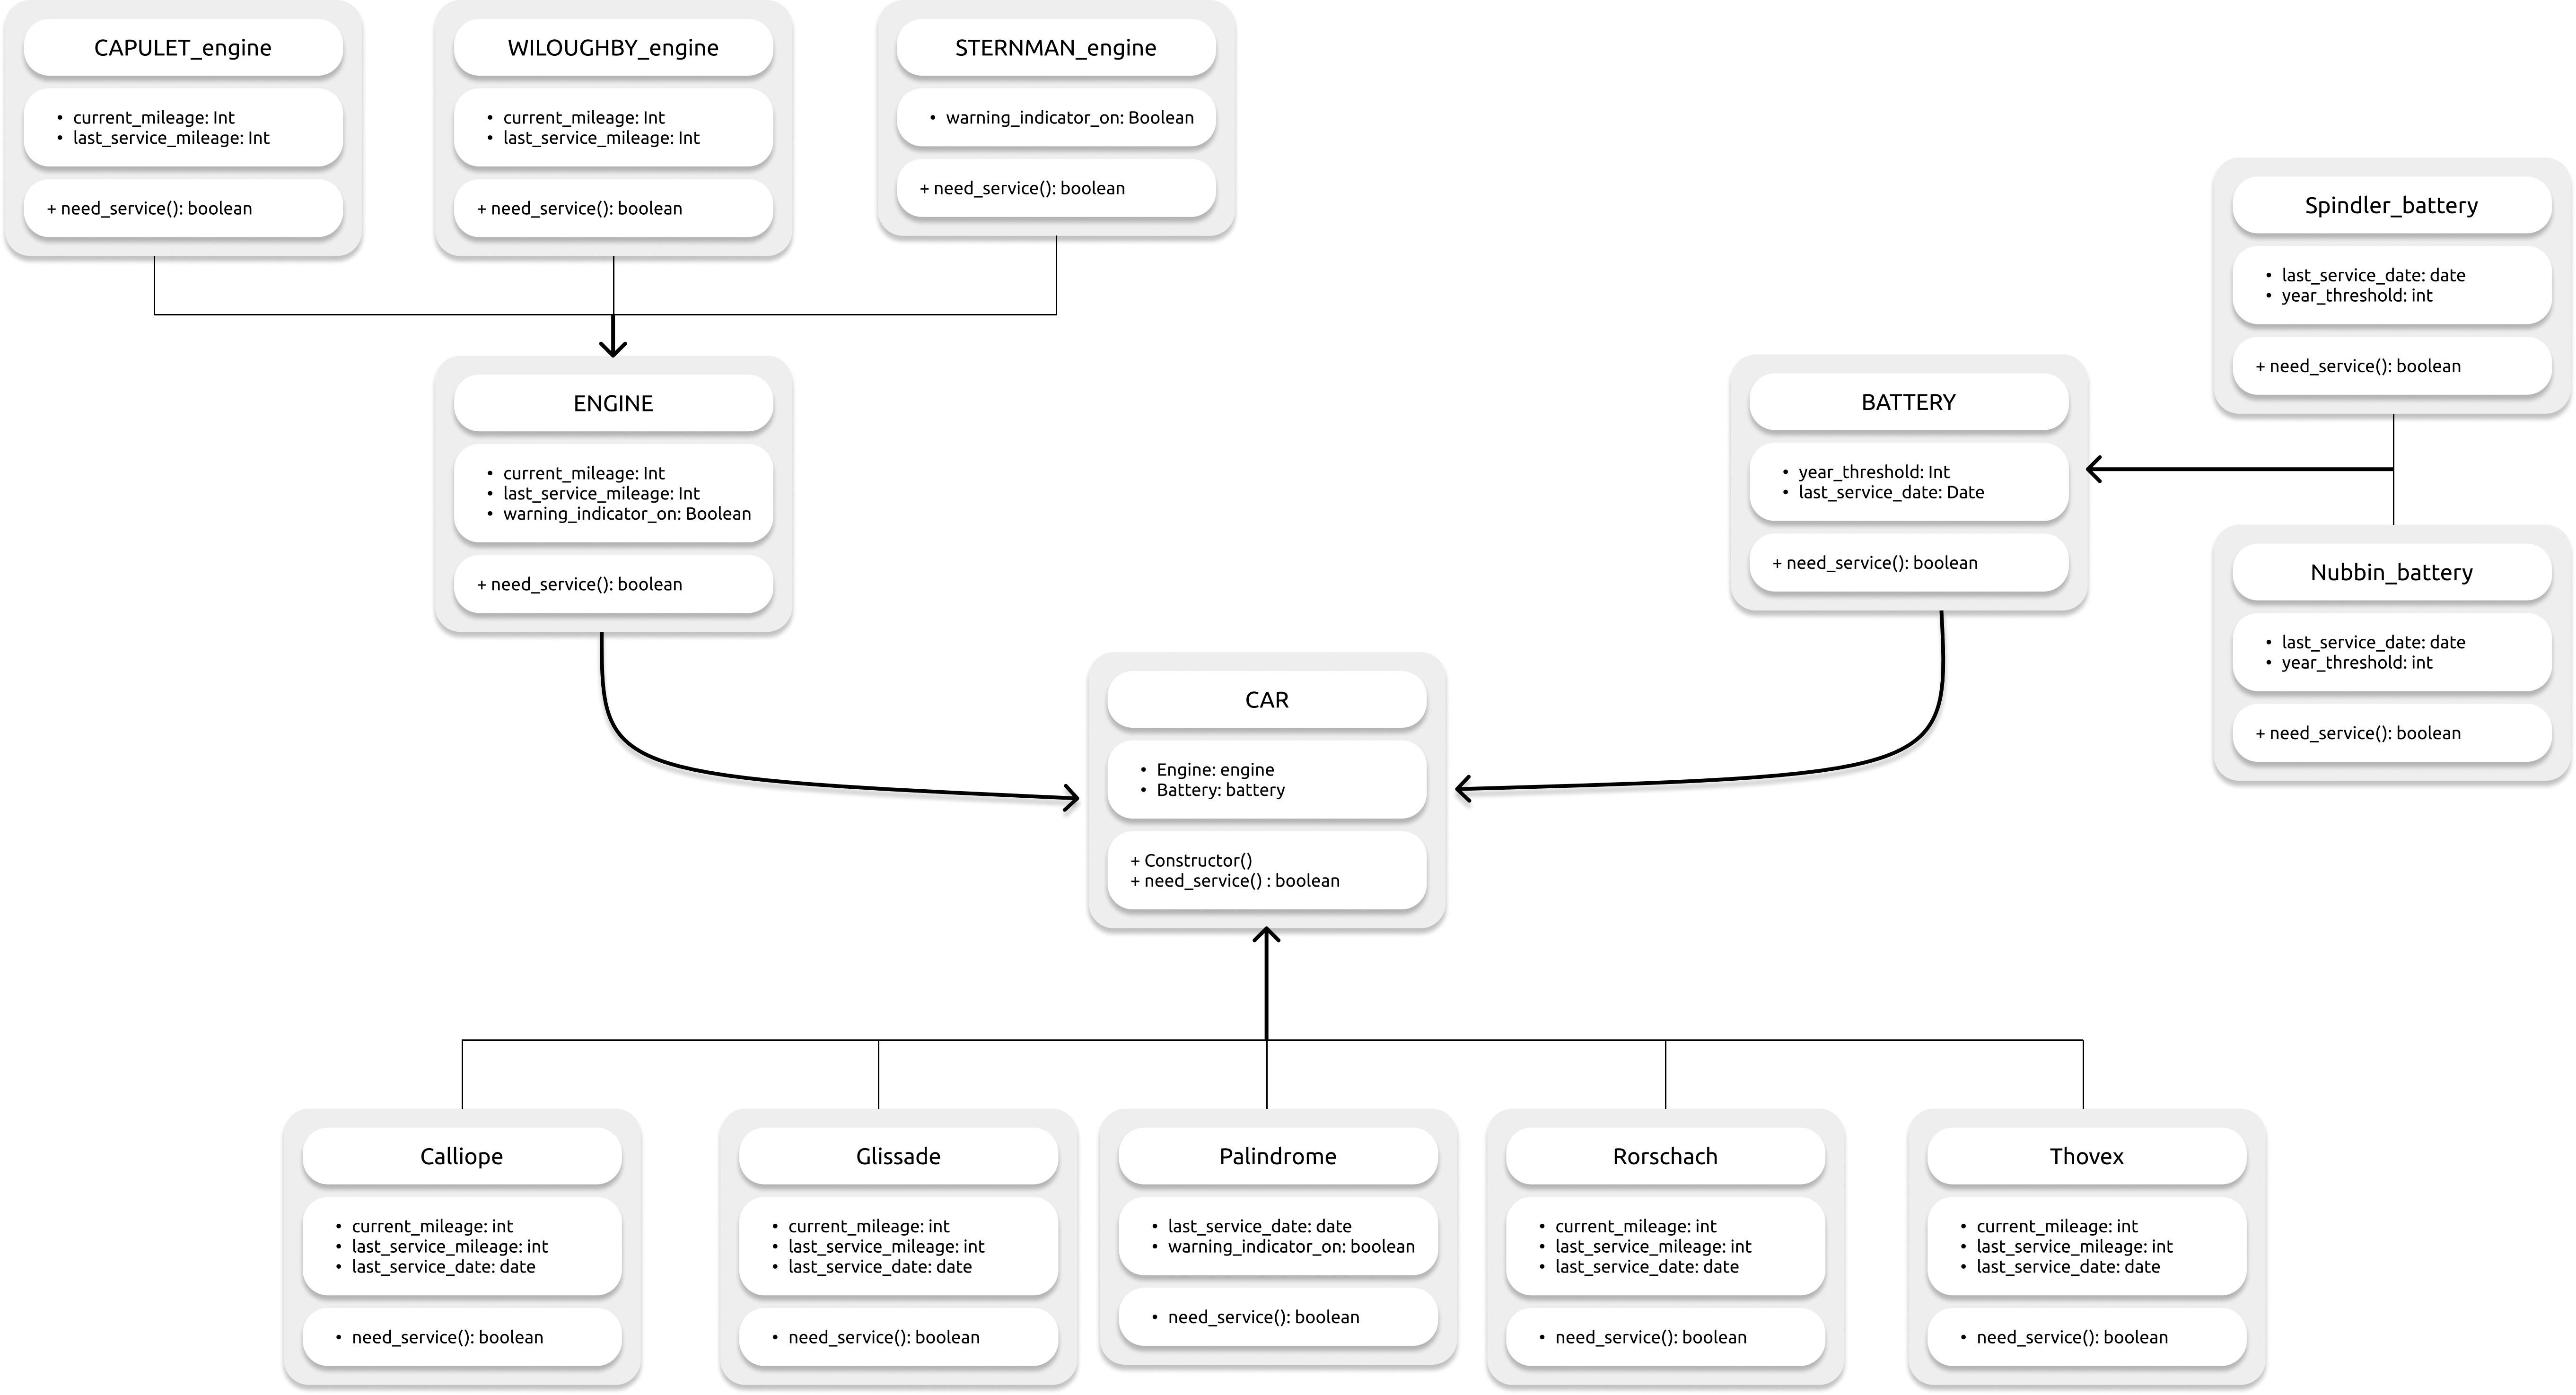 CAPULET_engine
• current_mileage: Int
• last_service_mileage: Int
+ need_service(): boolean
WILOUGHBY_engine
• current_mileage: Int
• last_service_mileage: Int
+ need_service(): boolean
STERNMAN_engine
• warning_indicator_on: Boolean
+ need_service(): boolean
Spindler_battery
• last_service_date: date
• year_threshold: int
+ need_service(): boolean
ENGINE
• current_mileage: Int
• last_service_mileage: Int
• warning_indicator_on: Boolean
+ need_service(): boolean
BATTERY
• year_threshold: Int
• last_service_date: Date
+ need_service(): boolean
Nubbin_battery
• last_service_date: date
• year_threshold: int
+ need_service(): boolean
CAR
• Engine: engine
• Battery: battery
+ Constructor()
+ need_service() : boolean
Calliope
• current_mileage: int
• last_service_mileage: int
• last_service_date: date
• need_service(): boolean
Glissade
• current_mileage: int
• last_service_mileage: int
• last_service_date: date
• need_service(): boolean
Palindrome
• last_service_date: date
• warning_indicator_on: boolean
• need_service(): boolean
Rorschach
• current_mileage: int
• last_service_mileage: int
• last_service_date: date
• need_service(): boolean
Thovex
• current_mileage: int
• last_service_mileage: int
• last_service_date: date
• need_service(): boolean